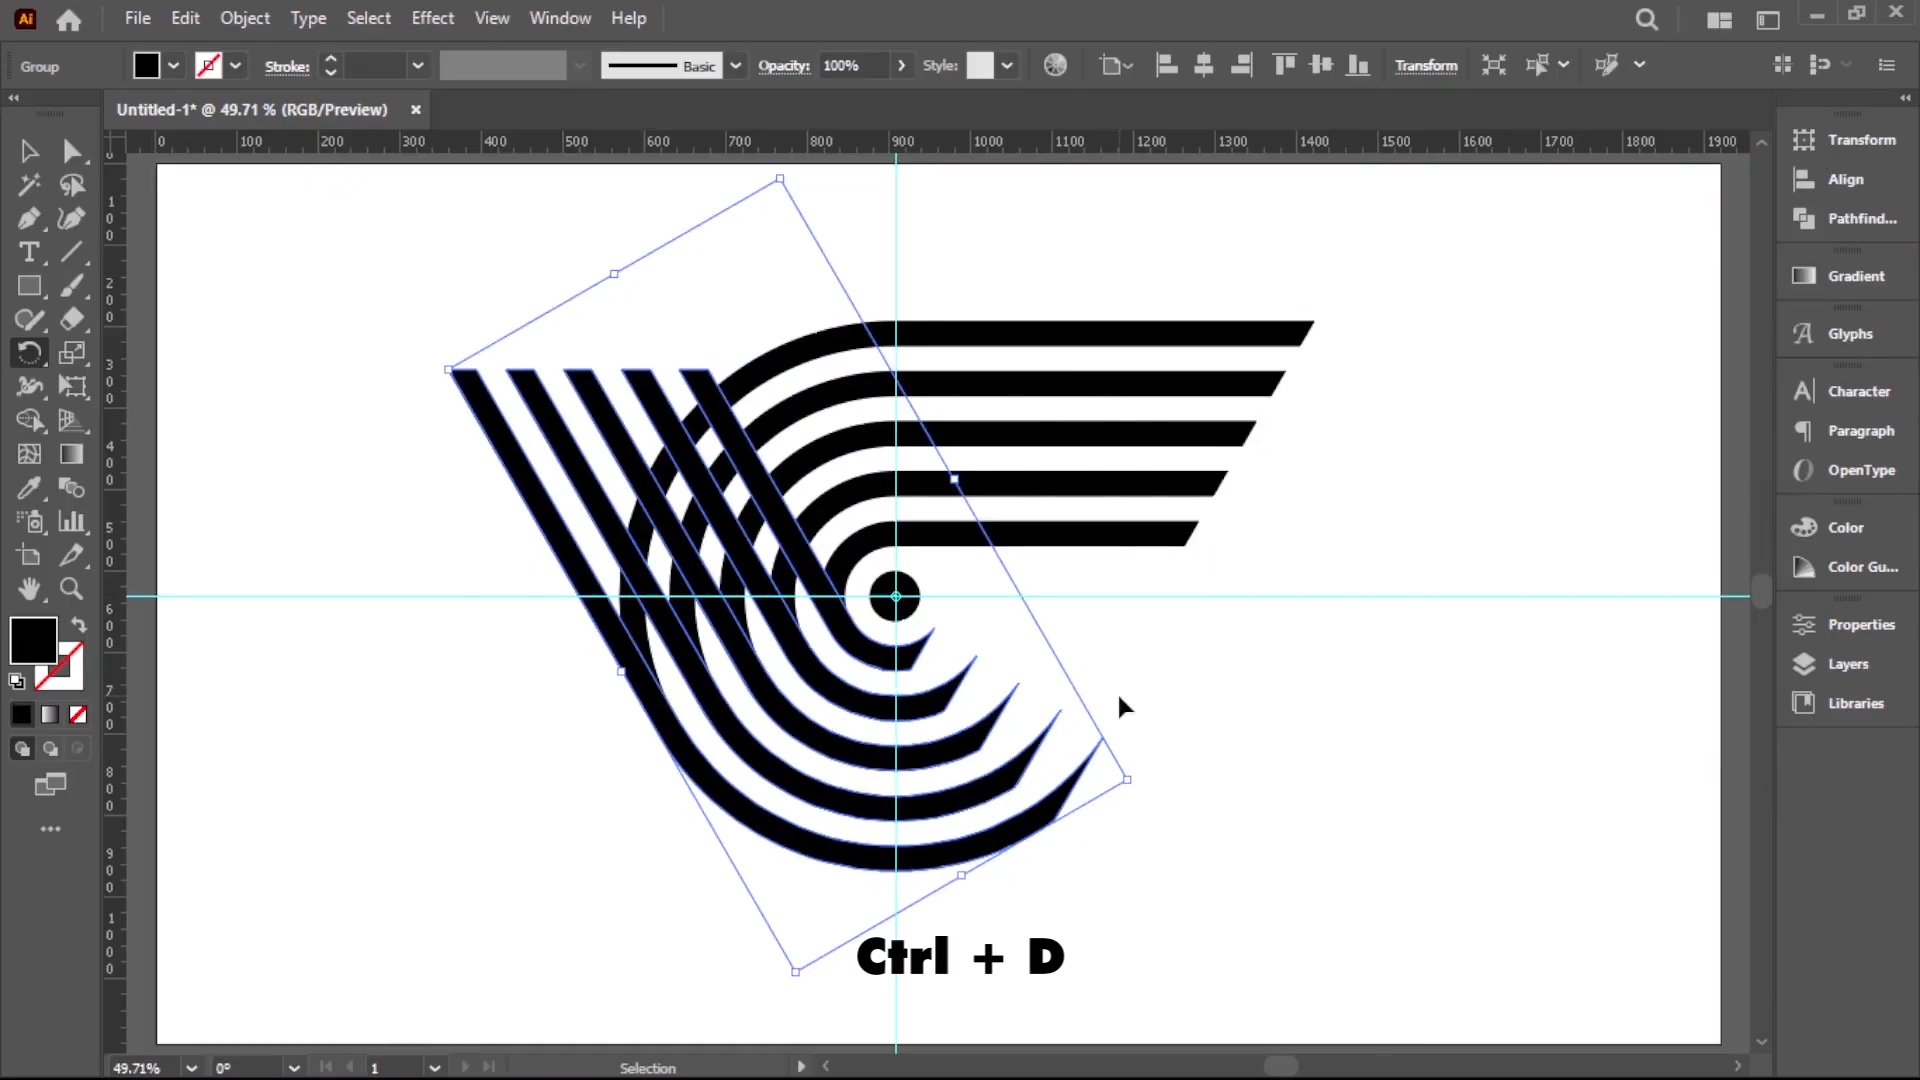 Ai File Edit Object Type Select Effect View Window Help
Group Stroke: Basic Opacity: 100% Style: Transform
Untitled-1* @ 49.71 % (RGB/Preview) ×
0 100 200 300 400 500 600 700 800 900 1000 1100 1200 1300 1400 1500 1600 1700 1800 1900
0
100
200
300
400
500
600
700
800
900
1000
Transform
Align
Pathfind...
Gradient
Glyphs
Character
Paragraph
OpenType
Color
Color Gu...
Properties
Layers
Libraries
Ctrl + D
49.71% 0° 1 Selection